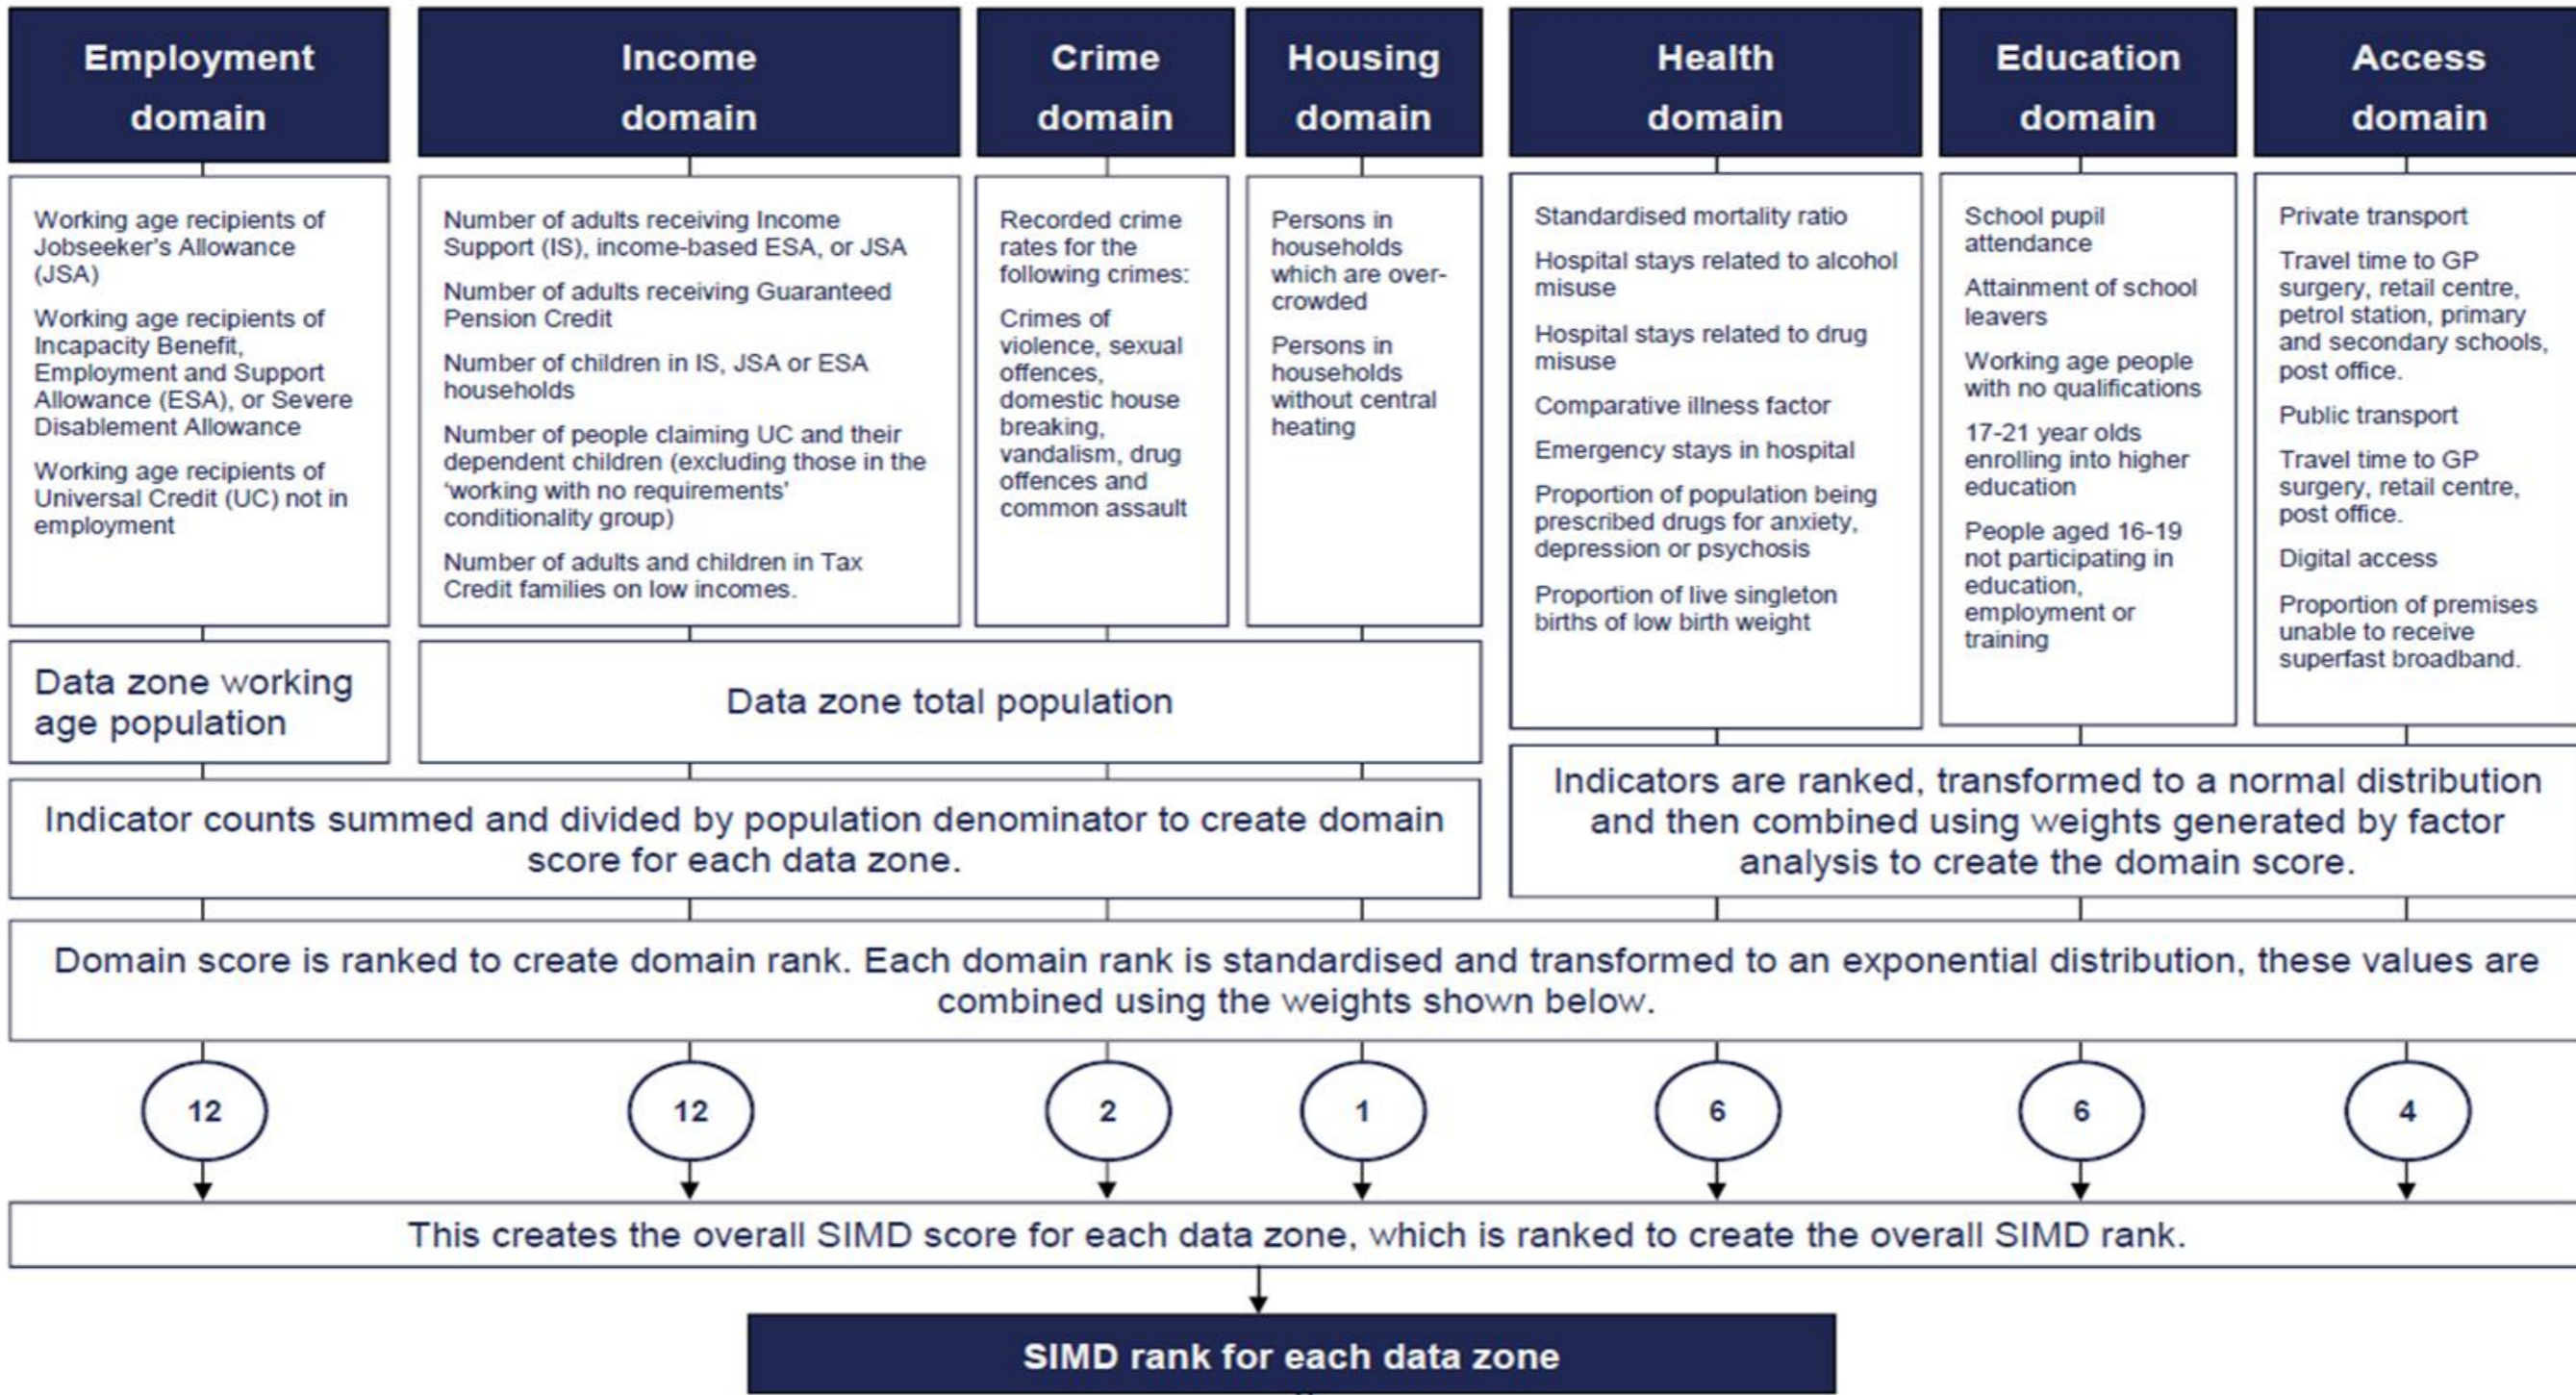 Employment
domain
Income
domain
Crime
domain
Housing
domain
Health
domain
Education
domain
Access
domain
Working age recipients of
Jobseeker's Allowance
(JSA)
Working age recipients of
Incapacity Benefit,
Employment and Support
Allowance (ESA), or Severe
Disablement Allowance
Working age recipients of
Universal Credit (UC) not in
employment
Number of adults receiving Income
Support (IS), income-based ESA, or JSA
Number of adults receiving Guaranteed
Pension Credit
Number of children in IS, JSA or ESA
households
Number of people claiming UC and their
dependent children (excluding those in the
'working with no requirements'
conditionality group)
Number of adults and children in Tax
Credit families on low incomes.
Recorded crime
rates for the
following crimes:
Crimes of
violence, sexual
offences,
domestic house
breaking,
vandalism, drug
offences and
common assault
Persons in
households
which are over-
crowded
Persons in
households
without central
heating
Standardised mortality ratio
Hospital stays related to alcohol
misuse
Hospital stays related to drug
misuse
Comparative illness factor
Emergency stays in hospital
Proportion of population being
prescribed drugs for anxiety,
depression or psychosis
Proportion of live singleton
births of low birth weight
School pupil
attendance
Attainment of school
leavers
Working age people
with no qualifications
17-21 year olds
enrolling into higher
education
People aged 16-19
not participating in
education,
employment or
training
Private transport
Travel time to GP
surgery, retail centre,
petrol station, primary
and secondary schools,
post office.
Public transport
Travel time to GP
surgery, retail centre,
post office.
Digital access
Proportion of premises
unable to receive
superfast broadband.
Data zone working
age population
Data zone total population
Indicator counts summed and divided by population denominator to create domain
score for each data zone.
Indicators are ranked, transformed to a normal distribution
and then combined using weights generated by factor
analysis to create the domain score.
Domain score is ranked to create domain rank. Each domain rank is standardised and transformed to an exponential distribution, these values are
combined using the weights shown below.
12
12
2
1
6
6
4
This creates the overall SIMD score for each data zone, which is ranked to create the overall SIMD rank.
SIMD rank for each data zone